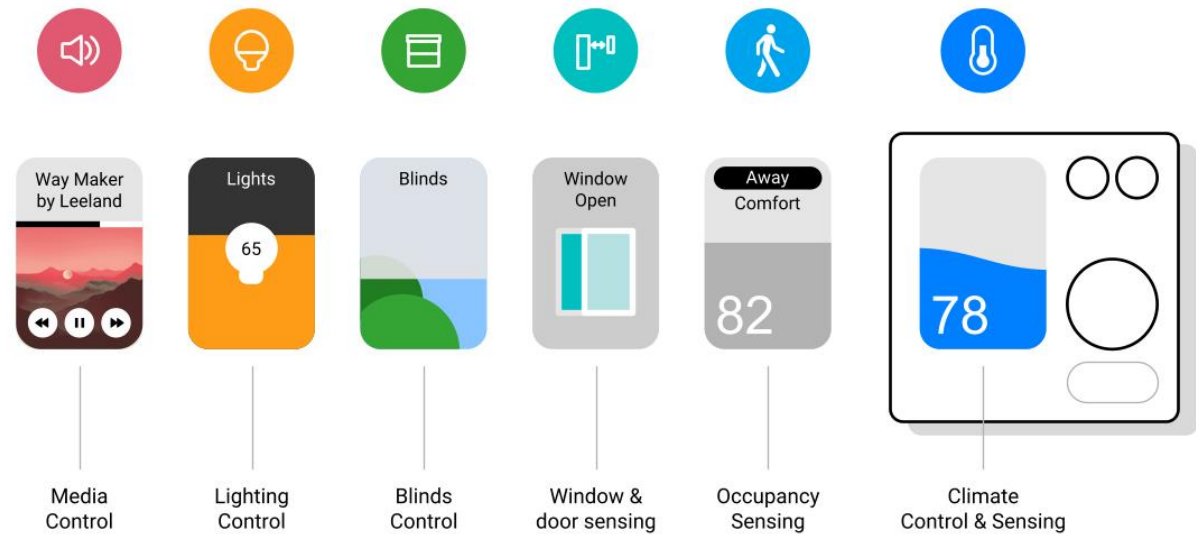 Way Maker
by Leeland
Lights
65
Blinds
Window
Open
Away
Comfort
82
78
Media
Control
Lighting
Control
Blinds
Control
Window &
door sensing
Occupancy
Sensing
Climate
Control & Sensing